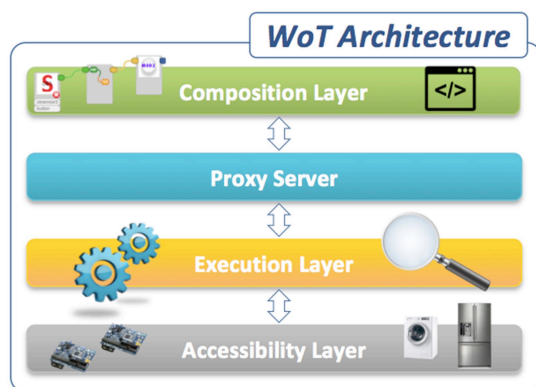 WoT Architecture
S
Composition Layer
</>
Proxy Server
Execution Layer
Accessibility Layer